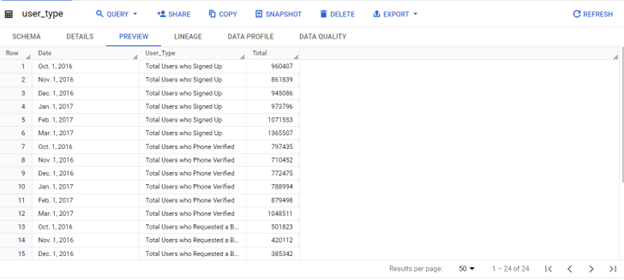 user_type QUERY SHARE COPY SNAPSHOT DELETE EXPORT REFRESH
SCHEMA DETAILS PREVIEW LINEAGE DATA PROFILE DATA QUALITY
Row Date User_Type Total
1 Oct. 1, 2016 Total Users who Signed Up 960407
2 Nov. 1, 2016 Total Users who Signed Up 861839
3 Dec. 1, 2016 Total Users who Signed Up 945086
4 Jan. 1, 2017 Total Users who Signed Up 973796
5 Feb. 1, 2017 Total Users who Signed Up 1071553
6 Mar. 1, 2017 Total Users who Signed Up 1365507
7 Oct. 1, 2016 Total Users who Phone Verified 797435
8 Nov. 1, 2016 Total Users who Phone Verified 710452
9 Dec. 1, 2016 Total Users who Phone Verified 772475
10 Jan. 1, 2017 Total Users who Phone Verified 788994
11 Feb. 1, 2017 Total Users who Phone Verified 879498
12 Mar. 1, 2017 Total Users who Phone Verified 1048511
13 Oct. 1, 2016 Total Users who Requested a B... 501823
14 Nov. 1, 2016 Total Users who Requested a B... 420112
15 Dec. 1, 2016 Total Users who Requested a B... 385342
Results per page: 50 1 – 24 of 24